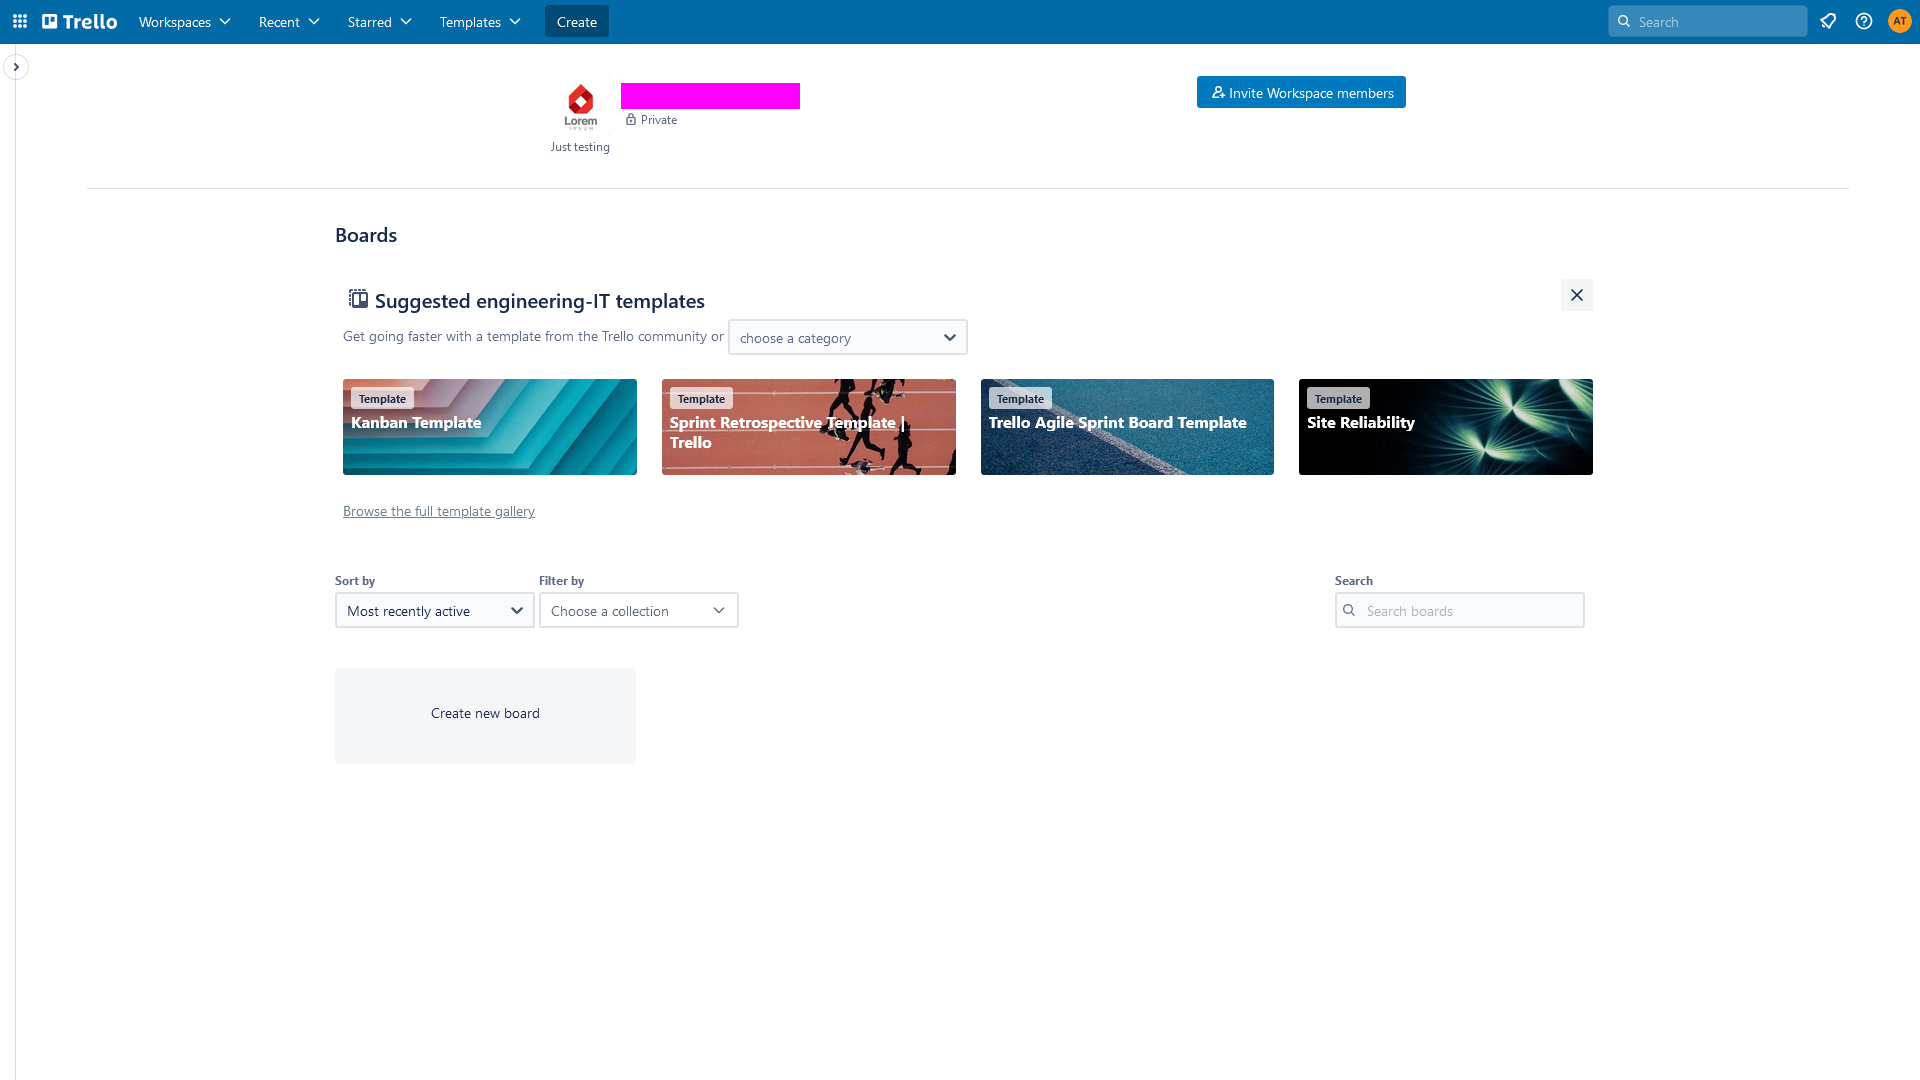 Trello Workspaces Recent Starred Templates Create Search AT
Lorem
IPSUM
Private
Just testing
Invite Workspace members
Boards
Suggested engineering-IT templates
Get going faster with a template from the Trello community or choose a category
Template
Kanban Template
Template
Sprint Retrospective Template |
Trello
Template
Trello Agile Sprint Board Template
Template
Site Reliability
Browse the full template gallery
Sort by
Most recently active
Filter by
Choose a collection
Search
Search boards
Create new board